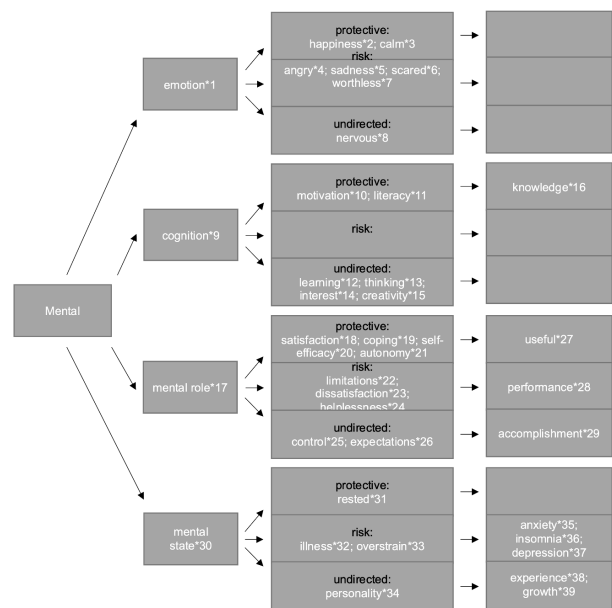 Mental
emotion*1
protective:
happiness*2; calm*3
risk:
angry*4; sadness*5; scared*6;
worthless*7
undirected:
nervous*8
cognition*9
protective:
motivation*10; literacy*11
knowledge*16
risk:
undirected:
learning*12; thinking*13;
interest*14; creativity*15
mental role*17
protective:
satisfaction*18; coping*19; self-
efficacy*20; autonomy*21
useful*27
risk:
limitations*22;
dissatisfaction*23;
helplessness*24
performance*28
undirected:
control*25; expectations*26
accomplishment*29
mental
state*30
protective:
rested*31
risk:
illness*32; overstrain*33
anxiety*35;
insomnia*36;
depression*37
undirected:
personality*34
experience*38;
growth*39